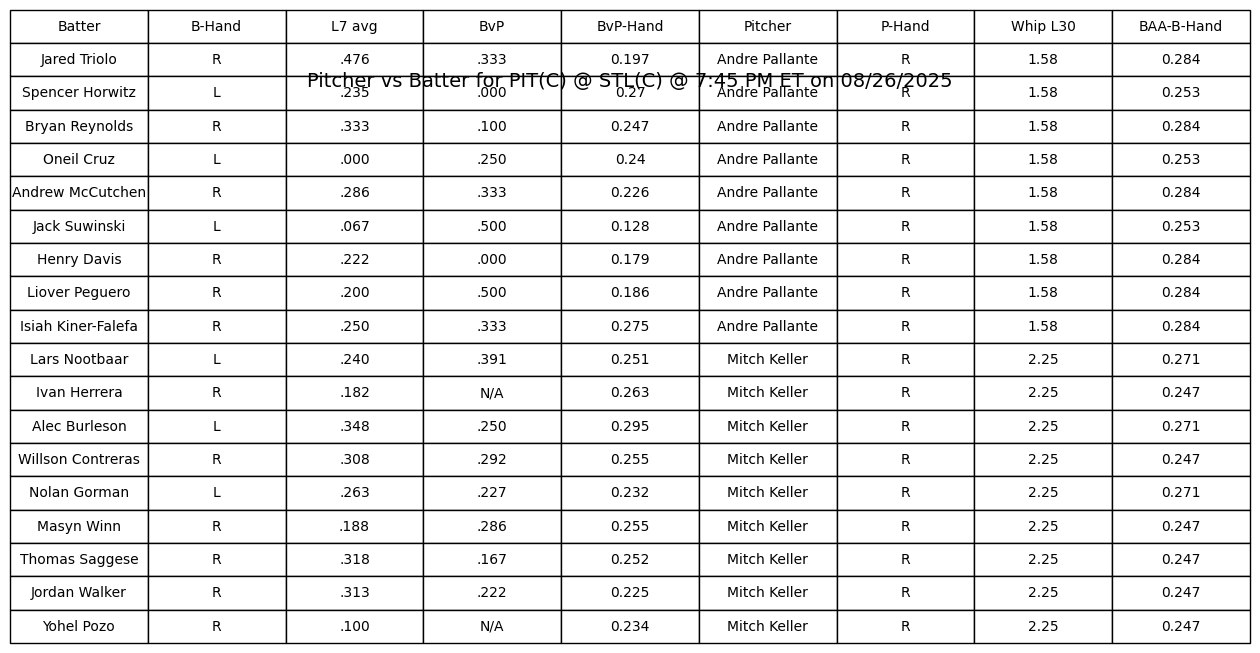 Batter B-Hand L7 avg BvP BvP-Hand Pitcher P-Hand Whip L30 BAA-B-Hand
Jared Triolo R .476 .333 0.197 Andre Pallante R 1.58 0.284
Pitcher vs Batter for PIT(C) @ STL(C) @ 7:45 PM ET on 08/26/2025
Spencer Horwitz L .235 .000 0.27 Andre Pallante R 1.58 0.253
Bryan Reynolds R .333 .100 0.247 Andre Pallante R 1.58 0.284
Oneil Cruz L .000 .250 0.24 Andre Pallante R 1.58 0.253
Andrew McCutchen R .286 .333 0.226 Andre Pallante R 1.58 0.284
Jack Suwinski L .067 .500 0.128 Andre Pallante R 1.58 0.253
Henry Davis R .222 .000 0.179 Andre Pallante R 1.58 0.284
Liover Peguero R .200 .500 0.186 Andre Pallante R 1.58 0.284
Isiah Kiner-Falefa R .250 .333 0.275 Andre Pallante R 1.58 0.284
Lars Nootbaar L .240 .391 0.251 Mitch Keller R 2.25 0.271
Ivan Herrera R .182 N/A 0.263 Mitch Keller R 2.25 0.247
Alec Burleson L .348 .250 0.295 Mitch Keller R 2.25 0.271
Willson Contreras R .308 .292 0.255 Mitch Keller R 2.25 0.247
Nolan Gorman L .263 .227 0.232 Mitch Keller R 2.25 0.271
Masyn Winn R .188 .286 0.255 Mitch Keller R 2.25 0.247
Thomas Saggese R .318 .167 0.252 Mitch Keller R 2.25 0.247
Jordan Walker R .313 .222 0.225 Mitch Keller R 2.25 0.247
Yohel Pozo R .100 N/A 0.234 Mitch Keller R 2.25 0.247